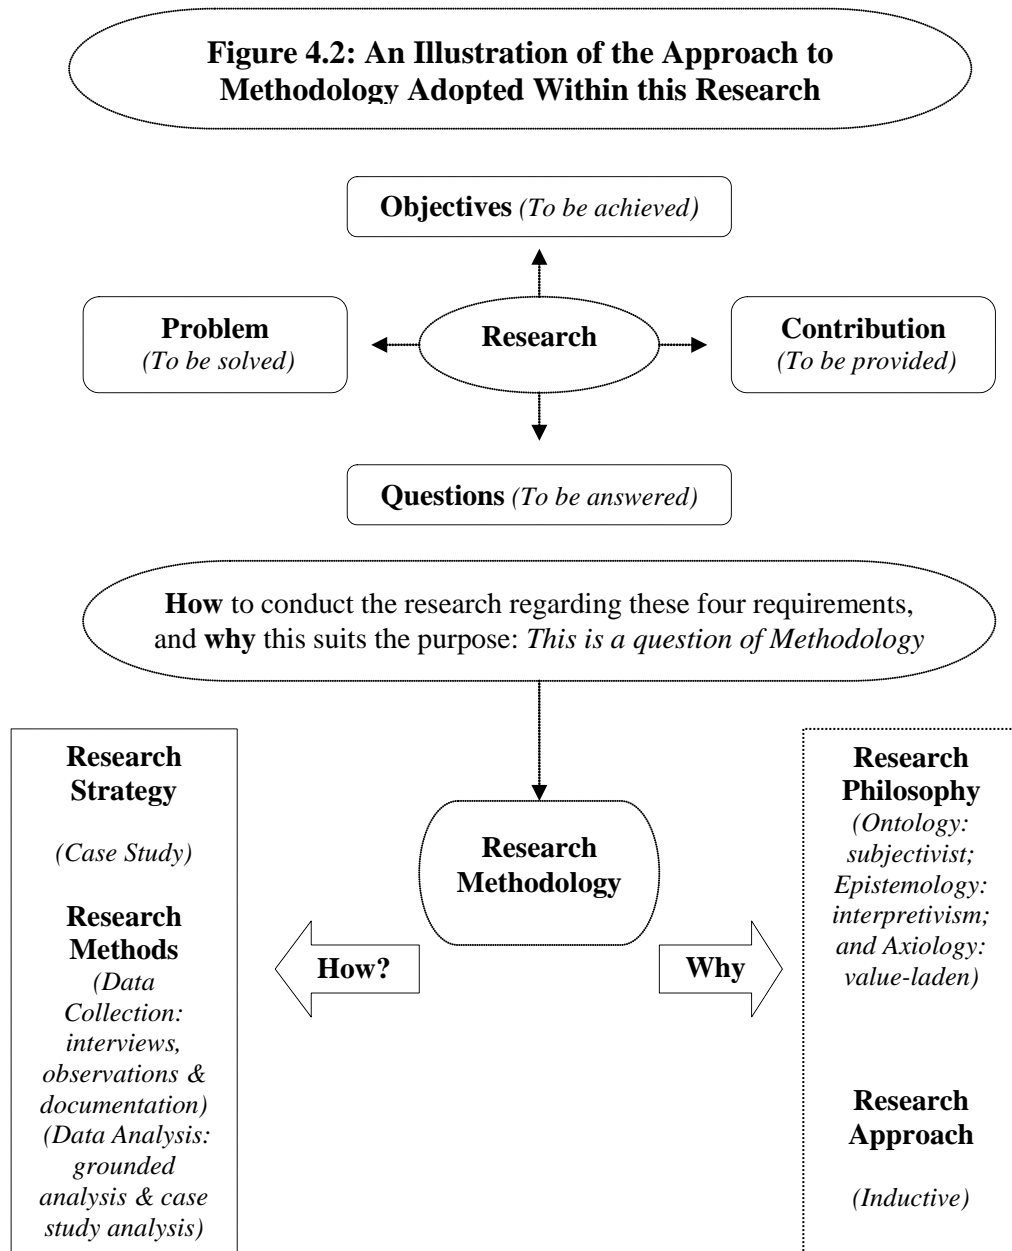 Figure 4.2: An Illustration of the Approach to
Methodology Adopted Within this Research
Objectives (To be achieved)
Problem
(To be solved)
Research
Contribution
(To be provided)
Questions (To be answered)
How to conduct the research regarding these four requirements,
and why this suits the purpose: This is a question of Methodology
Research
Strategy
(Case Study)
Research
Methods
(Data
Collection:
interviews,
observations &
documentation)
(Data Analysis:
grounded
analysis & case
study analysis)
Research
Methodology
How?
Why
Research
Philosophy
(Ontology:
subjectivist;
Epistemology:
interpretivism;
and Axiology:
value-laden)
Research
Approach
(Inductive)